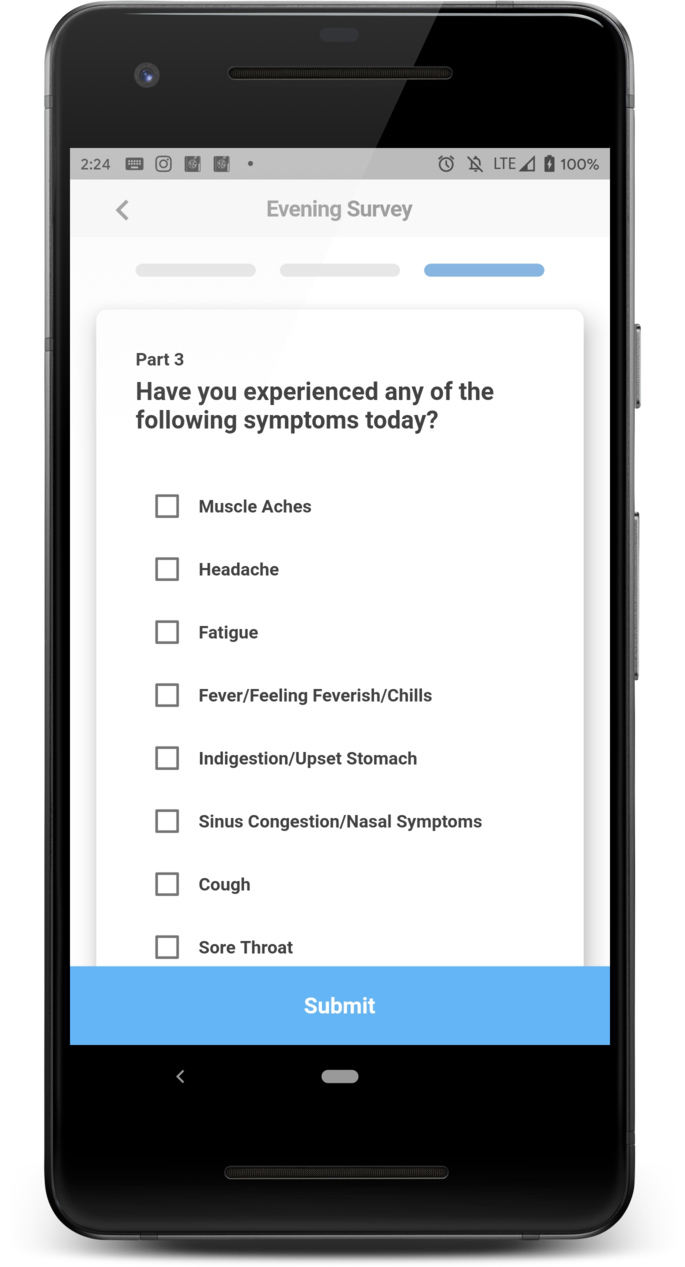 2:24 LTE 100%
Evening Survey
Part 3
Have you experienced any of the
following symptoms today?
Muscle Aches
Headache
Fatigue
Fever/Feeling Feverish/Chills
Indigestion/Upset Stomach
Sinus Congestion/Nasal Symptoms
Cough
Sore Throat
Submit